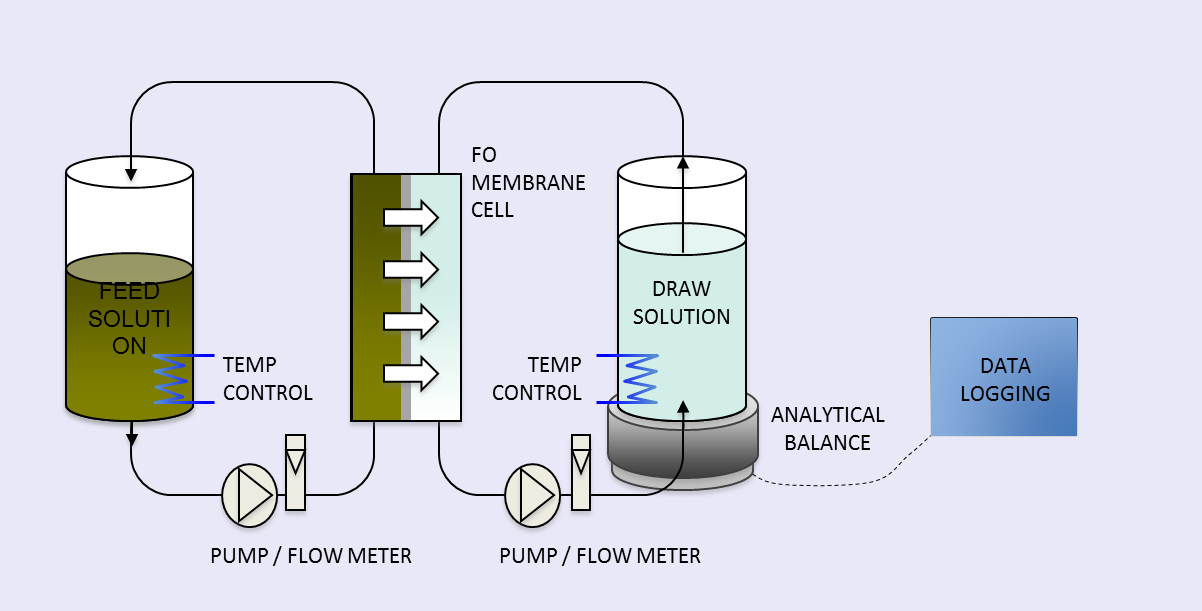 FO
MEMBRANE
CELL
FEED
SOLUTI
ON
DRAW
SOLUTION
TEMP
CONTROL
TEMP
CONTROL
DATA
LOGGING
ANALYTICAL
BALANCE
PUMP / FLOW METER
PUMP / FLOW METER